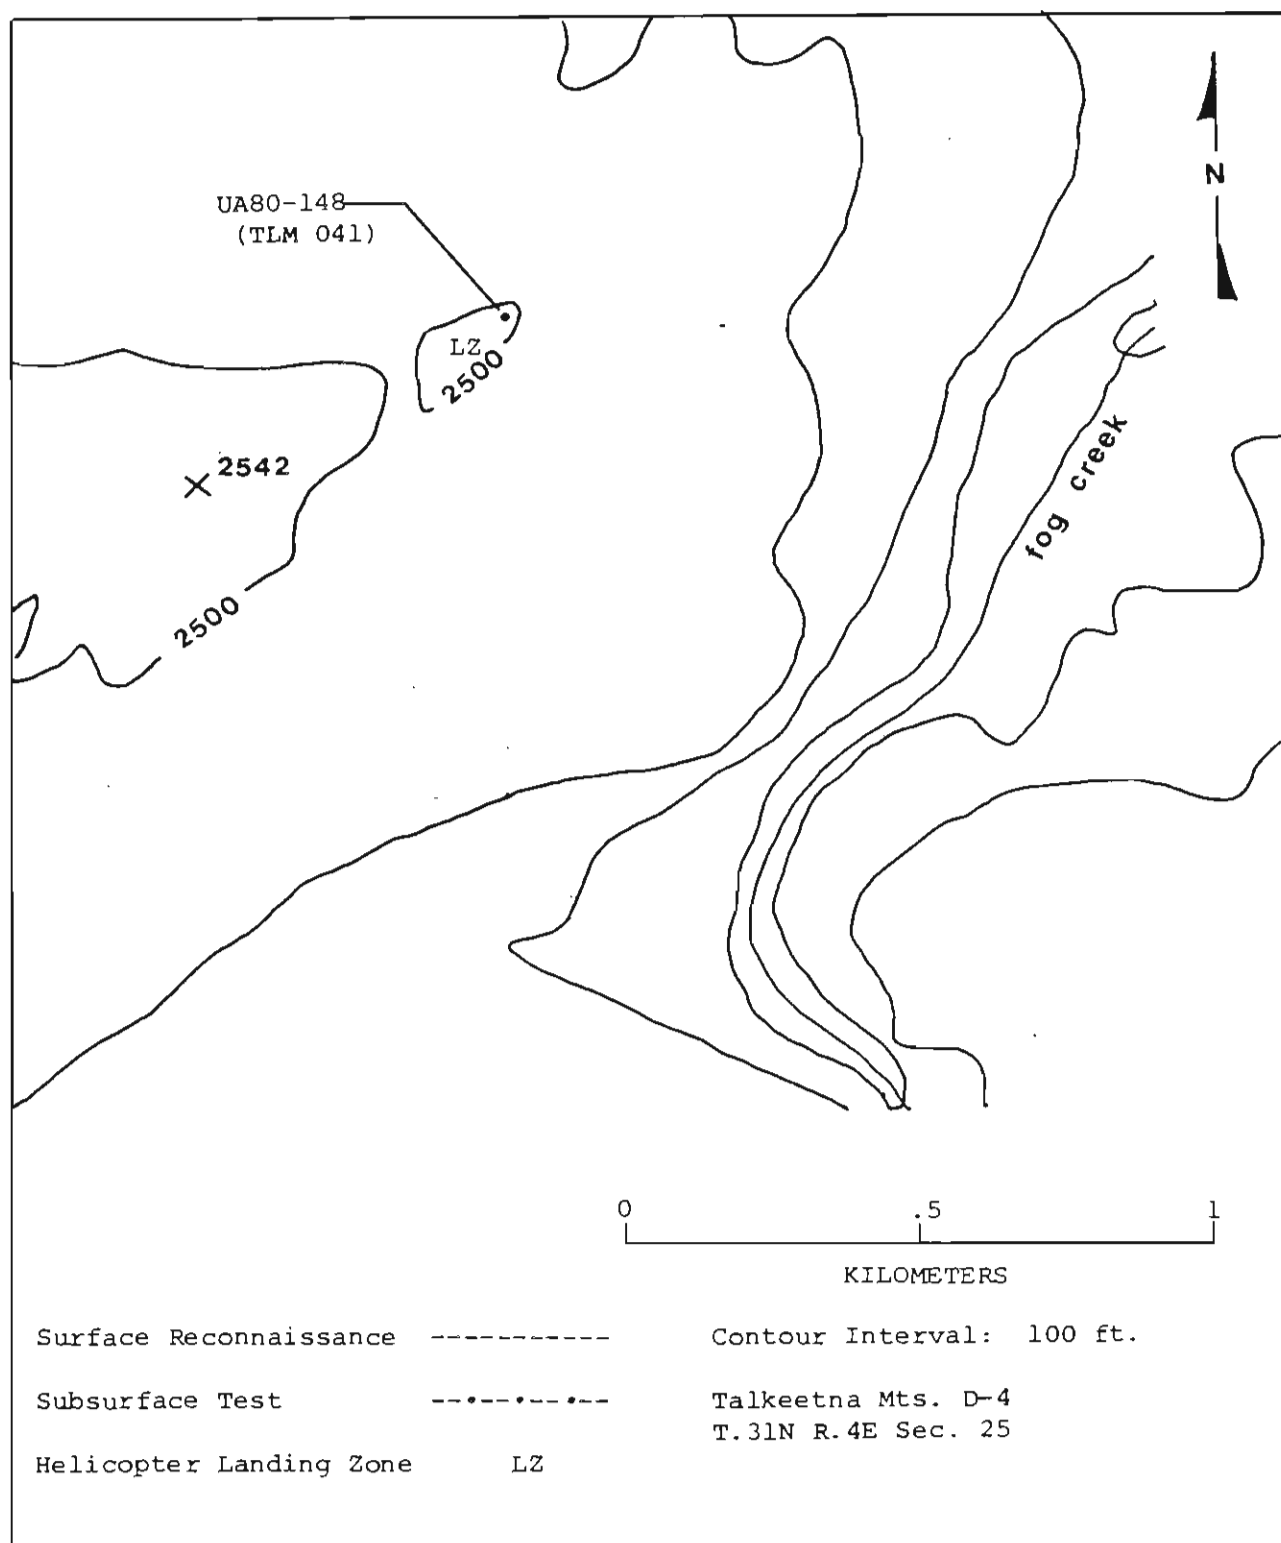 N
UA80-148
(TLM 041)
LZ
2500
2542
fog creek
2500
0 .5 1
KILOMETERS
Surface Reconnaissance
Contour Interval: 100 ft.
Subsurface Test
Talkeetna Mts. D-4
T.31N R.4E Sec. 25
Helicopter Landing Zone LZ